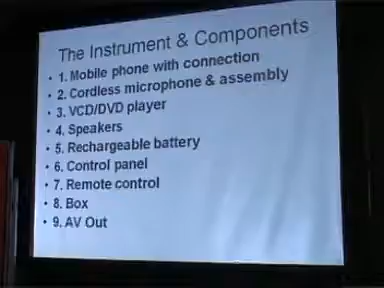 The Instrument & Components
• 1. Mobile phone with connection
• 2. Cordless microphone & assembly
• 3. VCD/DVD player
• 4. Speakers
• 5. Rechargeable battery
• 6. Control panel
• 7. Remote control
• 8. Box
• 9. AV Out